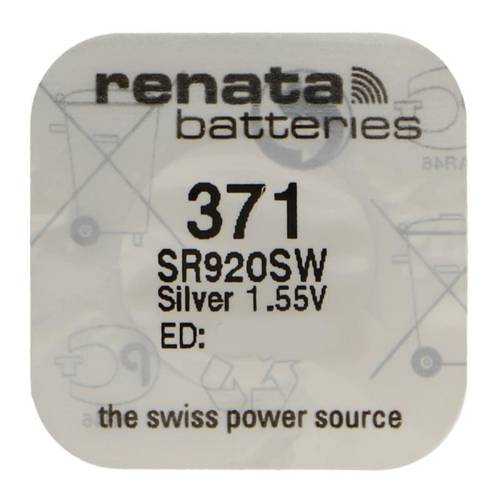 renata
batteries
371
SR920SW
Silver 1.55V
ED:
the swiss power source